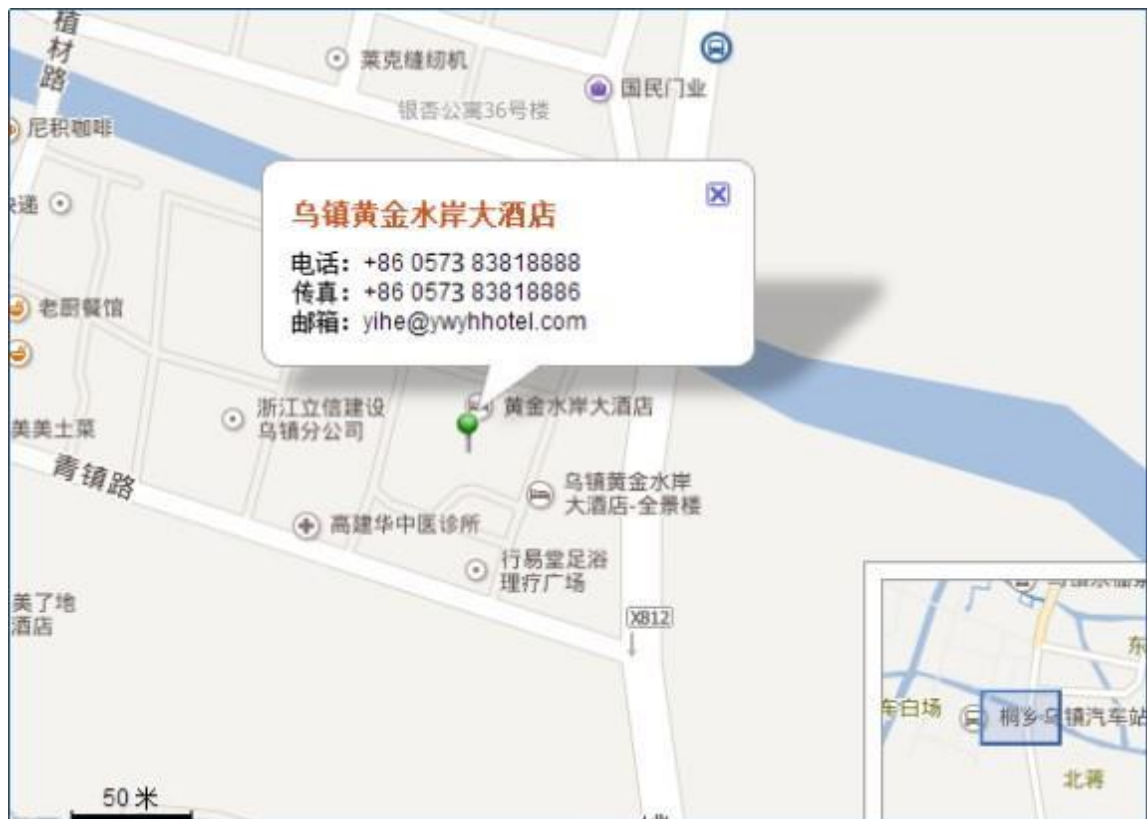 植材路
莱克缝纫机
国民门业
银杏公寓36号楼
尼积咖啡
递
乌镇黄金水岸大酒店
电话：+86 0573 83818888
传真：+86 0573 83818886
邮箱：yihe@ywyhhotel.com
老厨餐馆
黄金水岸大酒店
浙江立信建设
乌镇分公司
美美土菜
青镇路
乌镇黄金水岸
大酒店-全景楼
高建华中医诊所
行易堂足浴
理疗广场
美了地
酒店
X812
东
车白场
桐乡乌镇汽车站
北蒋
50 米